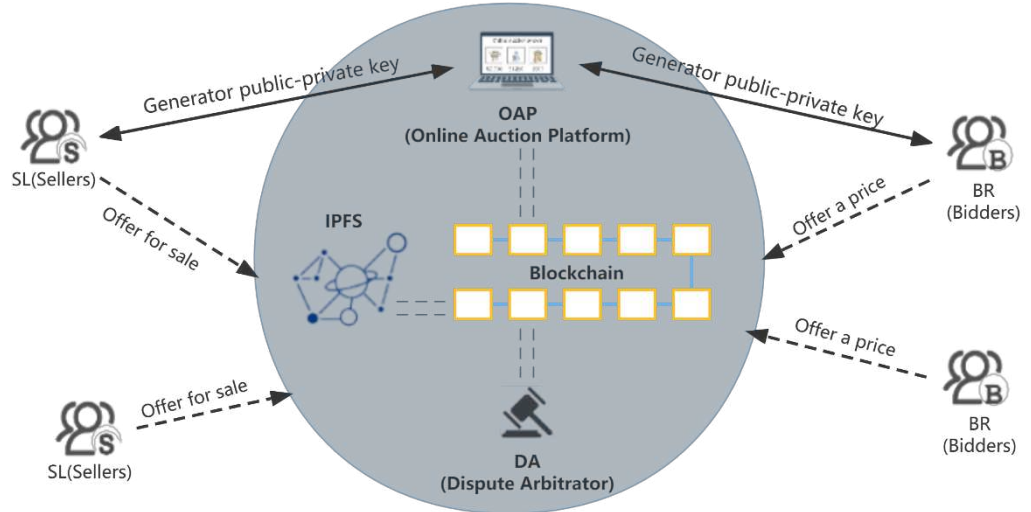 Generator public-private key
Generator public-private key
OAP
(Online Auction Platform)
S
SL(Sellers)
B
BR
(Bidders)
Offer for sale
Offer a price
IPFS
Blockchain
Offer a price
Offer for sale
S
SL(Sellers)
B
BR
(Bidders)
DA
(Dispute Arbitrator)